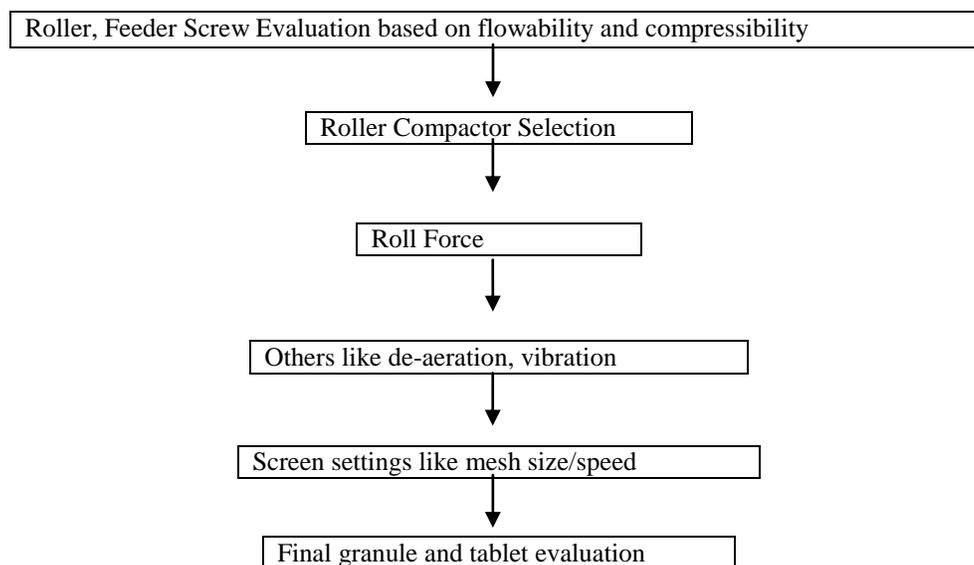 Roller, Feeder Screw Evaluation based on flowability and compressibility
Roller Compactor Selection
Roll Force
Others like de-aeration, vibration
Screen settings like mesh size/speed
Final granule and tablet evaluation